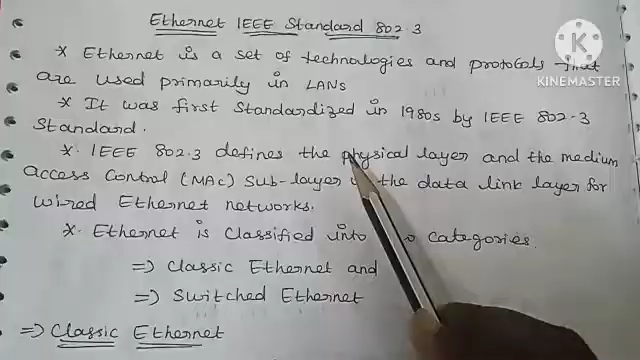 Ethernet IEEE Standard 802.3
* Ethernet is a set of technologies and protocols that
are used primarily in LANs
* It was first Standardized in 1980s by IEEE 802.3
Standard.
* IEEE 802.3 defines the physical layer and the medium
access Control (MAC) sub-layer the data link layer for
wired Ethernet networks.
* Ethernet is classified into categories.
=> Classic Ethernet and
=> Switched Ethernet
=> Classic Ethernet
K
KINEMASTER